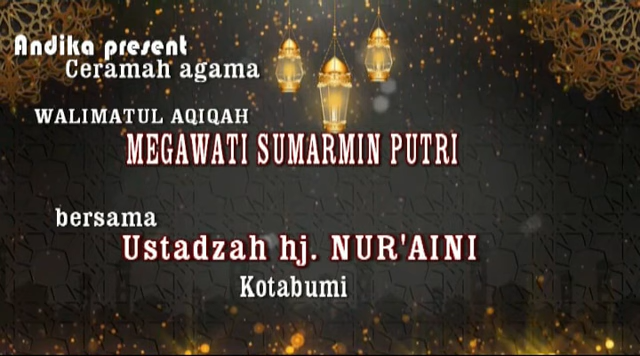 Andika present
Ceramah agama
WALIMATUL AQIQAH
MEGAWATI SUMARMIN PUTRI
bersama
Ustadzah hj. NUR'AINI
Kotabumi